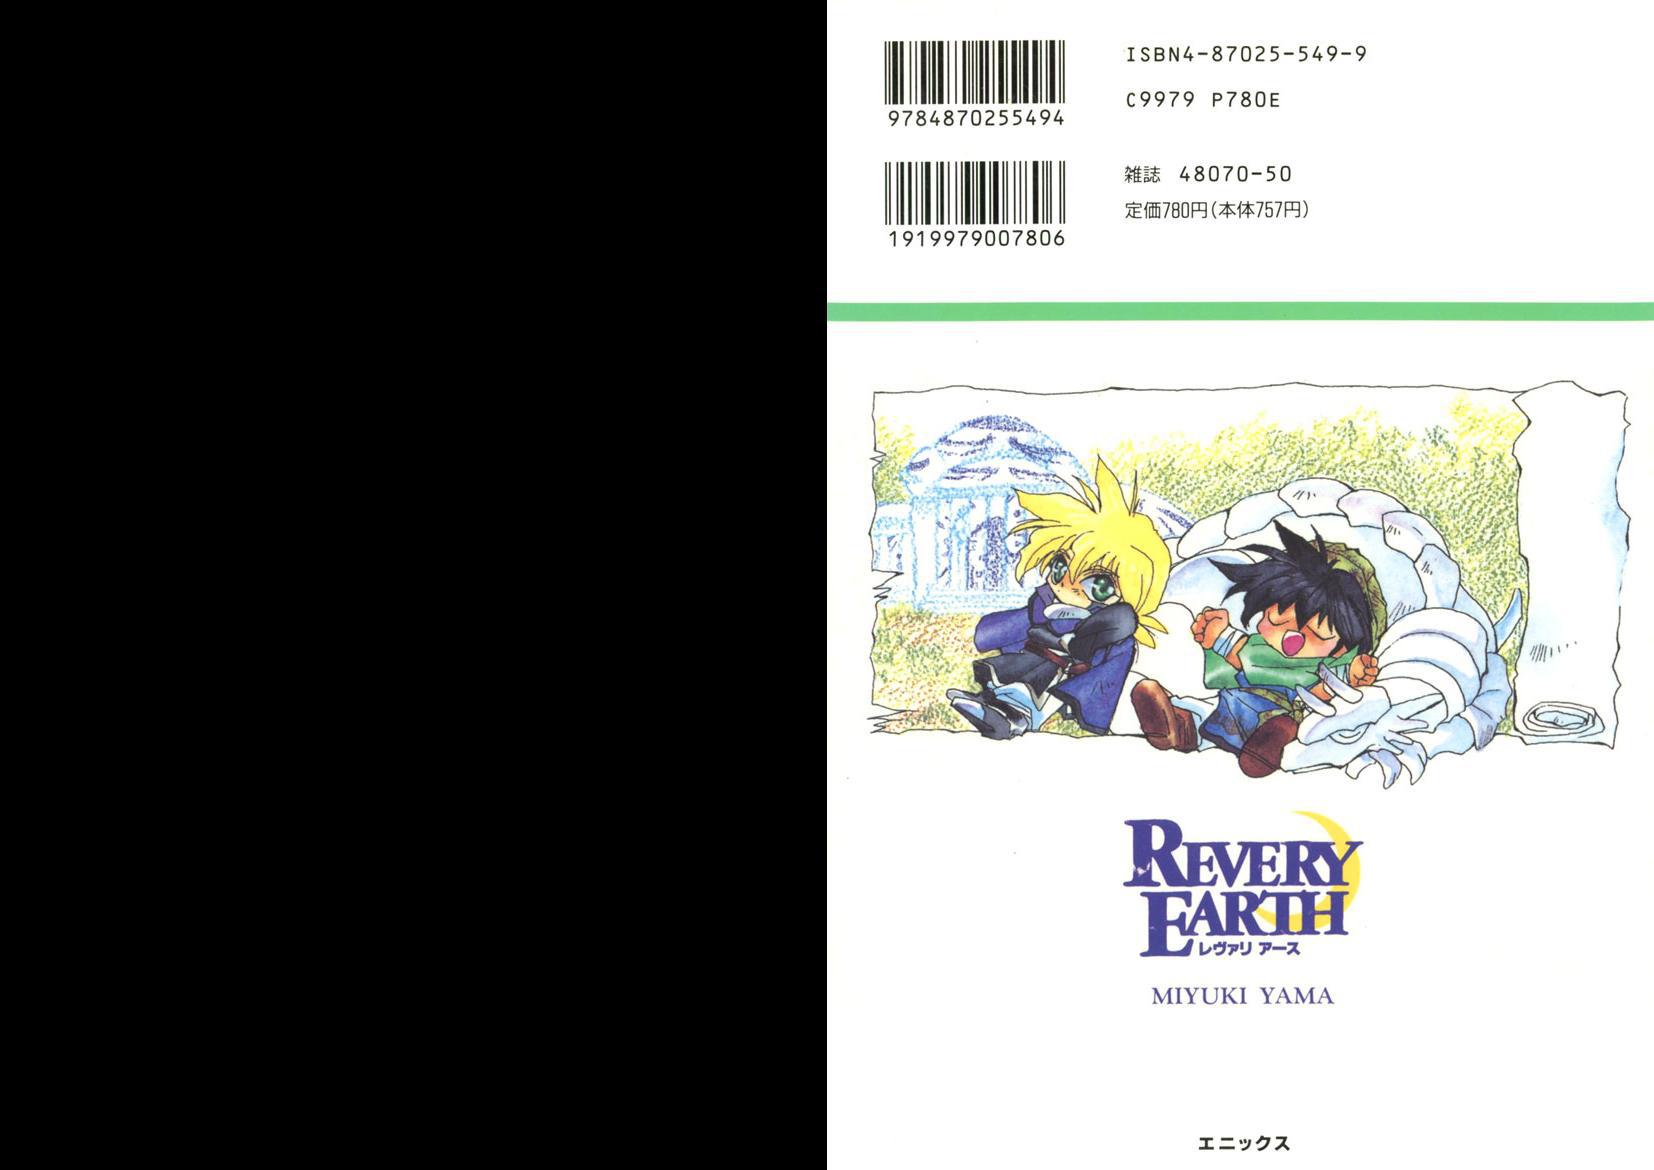 9784870255494
ISBN4-87025-549-9
C9979 P780E
1919979007806
雑誌 48070-50
定価780円(本体757円)
REVERY
EARTH
レヴァリ アース
MIYUKI YAMA
エニックス